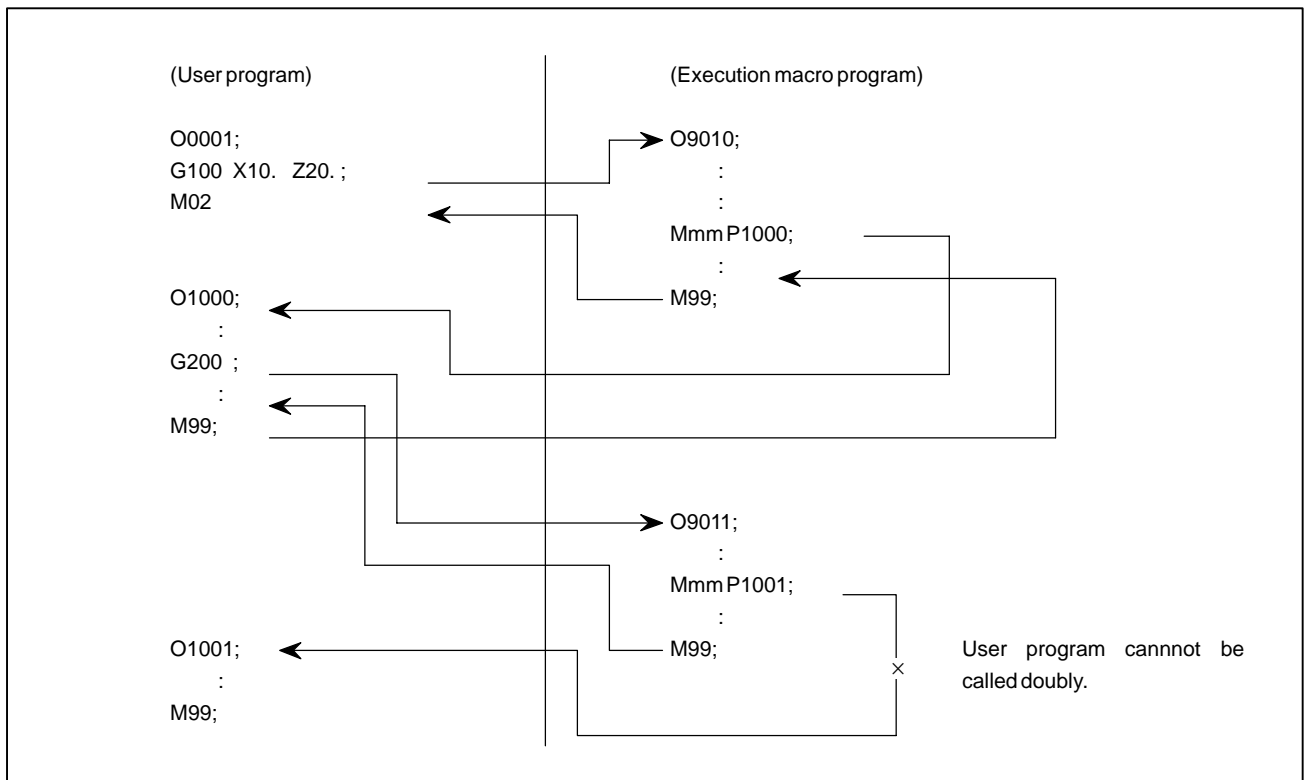 (User program)
O0001;
G100 X10. Z20. ;
M02
O1000;
:
G200 ;
:
M99;
O1001;
:
M99;
(Execution macro program)
O9010;
:
:
Mmm P1000;
:
M99;
O9011;
:
Mmm P1001;
:
M99;
×
User program cannnot be
called doubly.